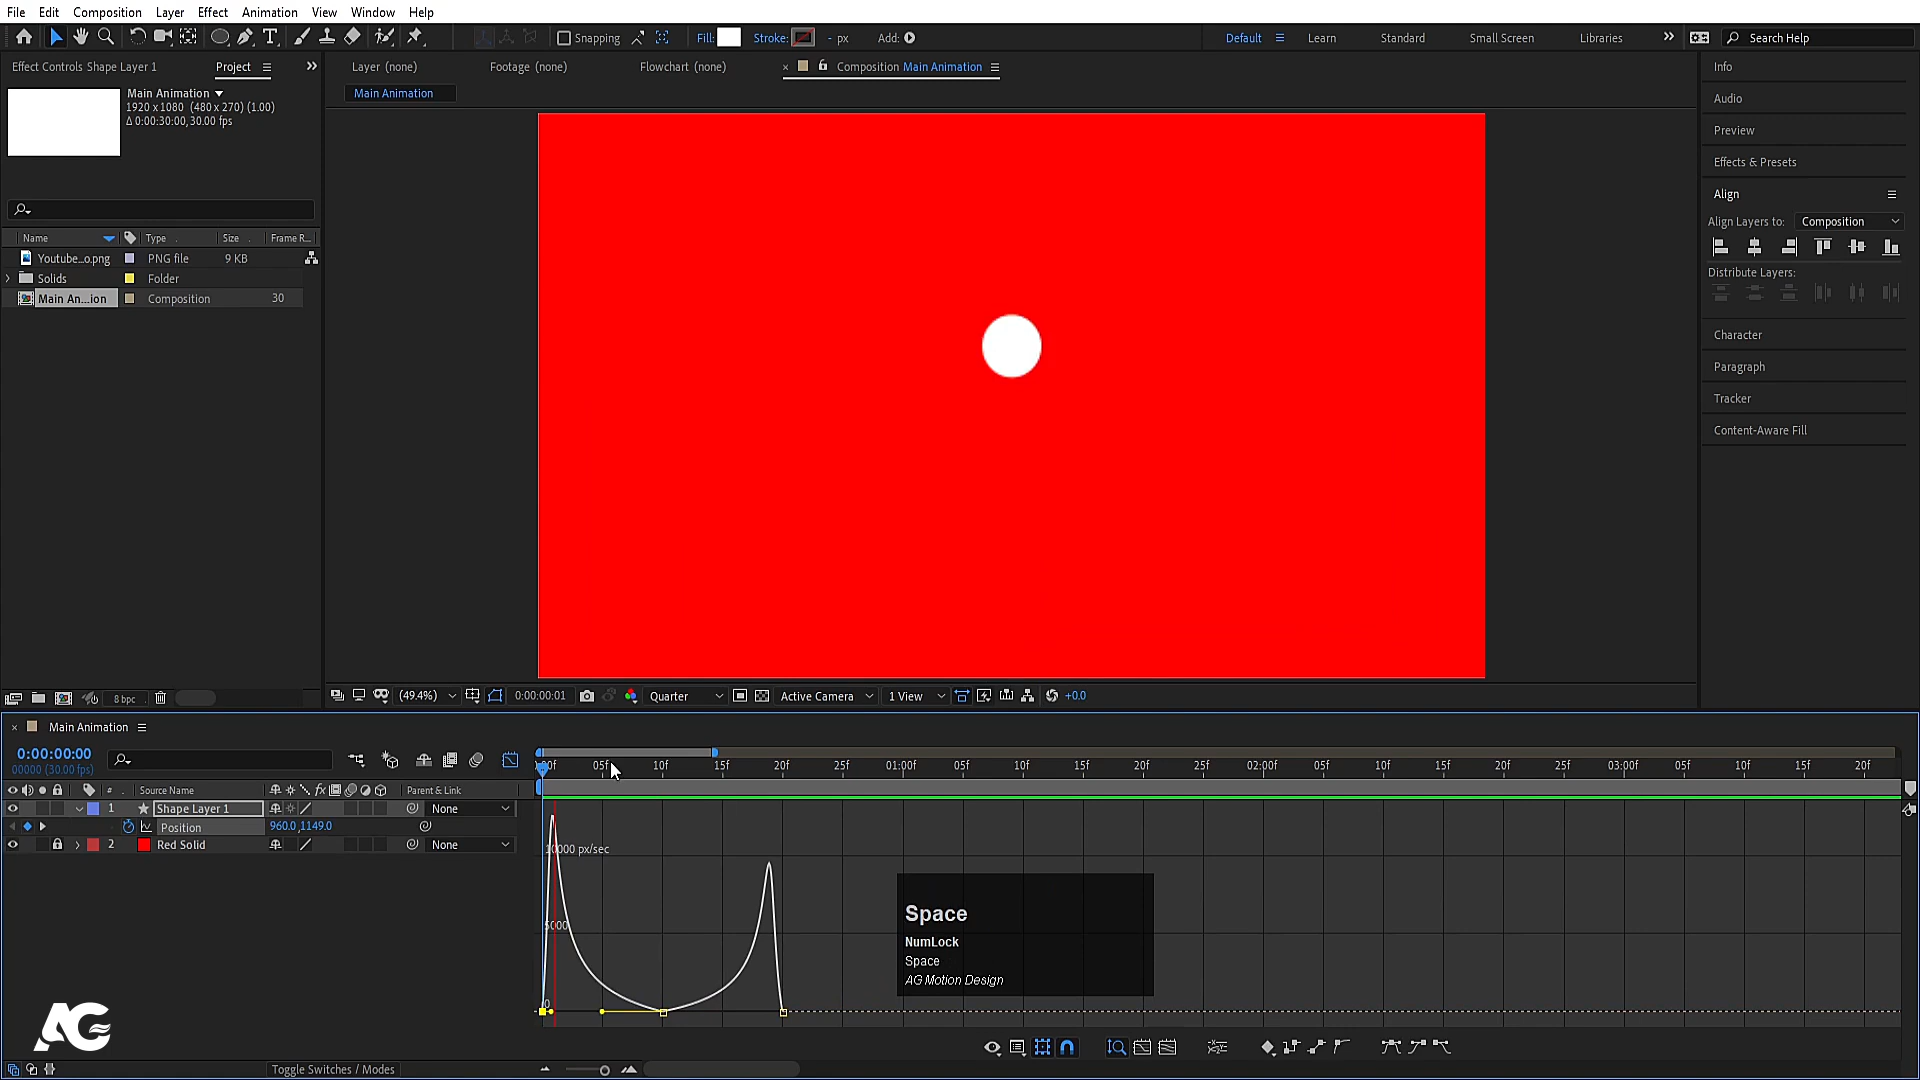 File Edit Composition Layer Effect Animation View Window Help
Snapping Fill: Stroke: - px Add: Default Learn Standard Small Screen Libraries Search Help
Effect Controls Shape Layer 1 Project Layer (none) Footage (none) Flowchart (none) × Composition Main Animation
Main Animation
Main Animation
1920 x 1080 (480 x 270) (1.00)
Δ 0:00:30:00, 30.00 fps
Name Type Size Frame R...
Youtube...o.png PNG file 9 KB
Solids Folder
Main An...ion Composition 30
Info
Audio
Preview
Effects & Presets
Align
Align Layers to: Composition
Distribute Layers:
Character
Paragraph
Tracker
Content-Aware Fill
8 bpc (49.4%) 0:00:00:01 Quarter Active Camera 1 View +0.0
× Main Animation
0:00:00:00
00000 (30.00 fps)
05f 10f 15f 20f 25f 01:00f 05f 10f 15f 20f 25f 02:00f 05f 10f 15f 20f 25f 03:00f 05f 10f 15f 20f
# Source Name fx Parent & Link
1 Shape Layer 1 None
Position 960.0,1149.0
2 Red Solid None
10000 px/sec
5000
0
Space
NumLock
Space
AG Motion Design
AG
Toggle Switches / Modes